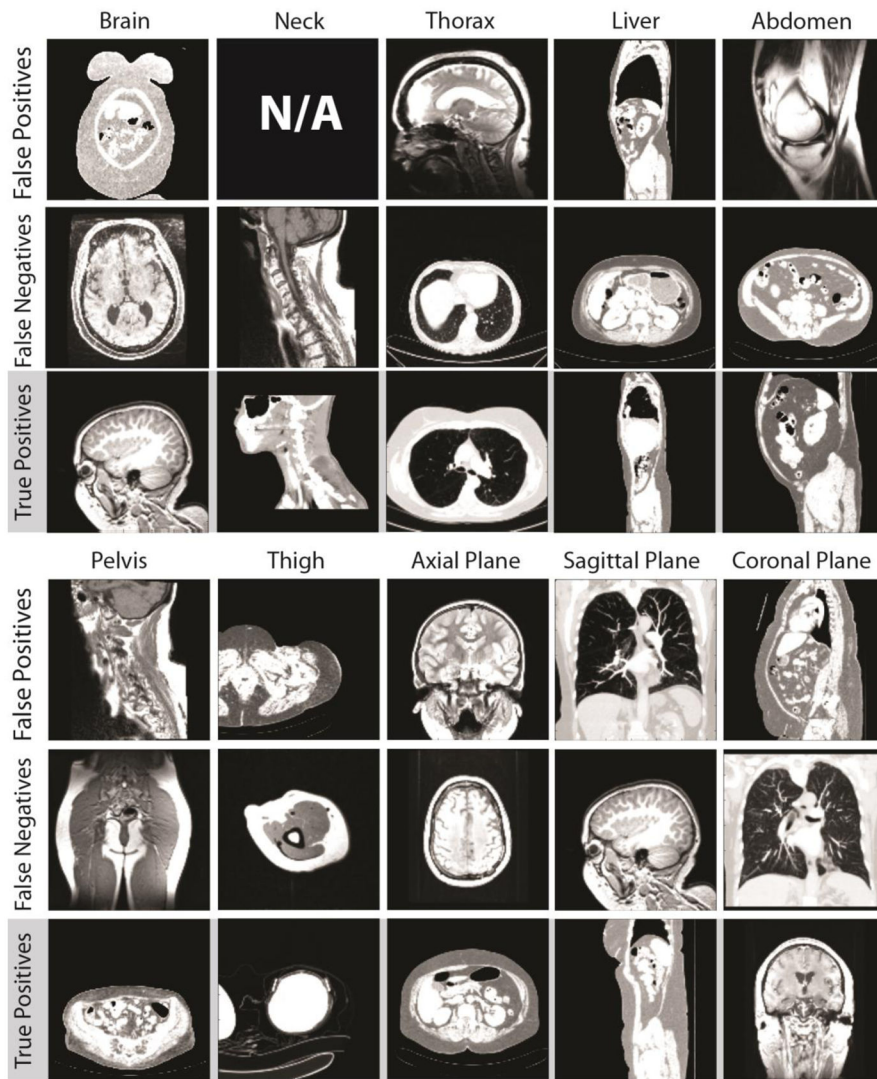 Brain Neck Thorax Liver Abdomen
False Positives
N/A
False Negatives
True Positives
Pelvis Thigh Axial Plane Sagittal Plane Coronal Plane
False Positives
False Negatives
True Positives